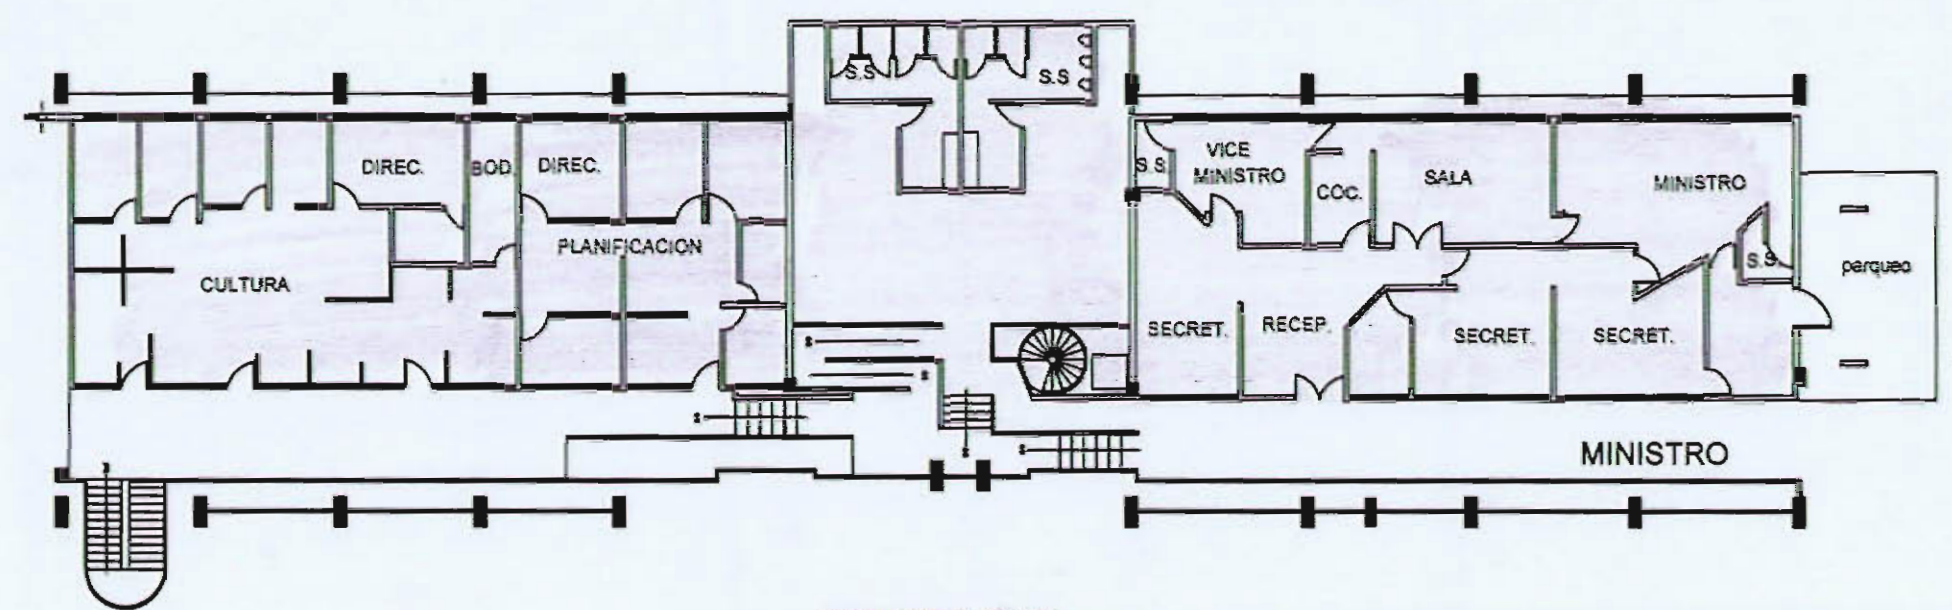 S.S
S.S
DIREC.
BOD.
DIREC.
S.S
VICE
MINISTRO
COC.
SALA
MINISTRO
PLANIFICACION
CULTURA
S.S.
parqueo
SECRET.
RECEP.
SECRET.
SECRET.
S
S
S
S
S
MINISTRO